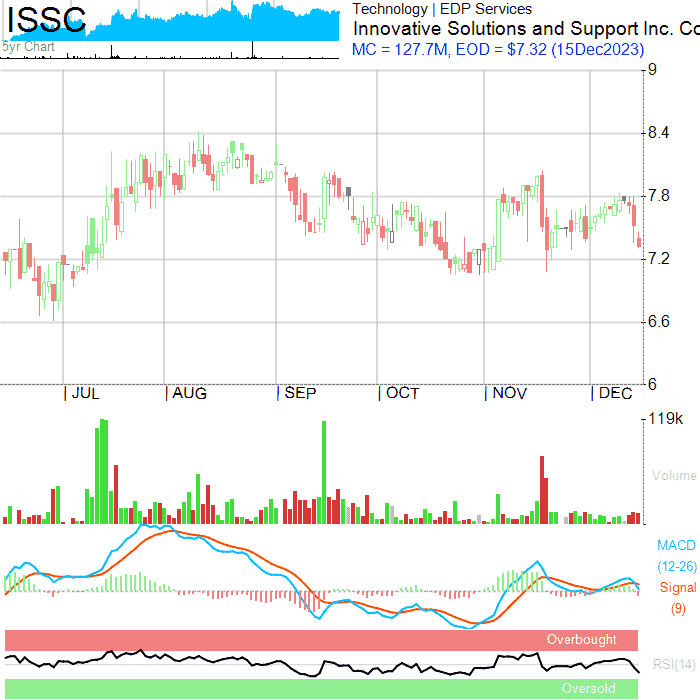 ISSC
5yr Chart
Technology | EDP Services
Innovative Solutions and Support Inc. Co
MC = 127.7M, EOD = $7.32 (15Dec2023)
9
8.4
7.8
7.2
6.6
6
| JUL | AUG | SEP | OCT | NOV | DEC
119k
Volume
MACD
(12-26)
Signal
(9)
Overbought
RSI(14)
Oversold